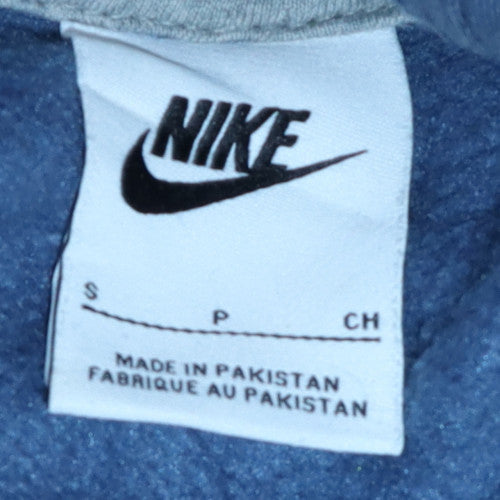 NIKE
S P CH
MADE IN PAKISTAN
FABRIQUE AU PAKISTAN